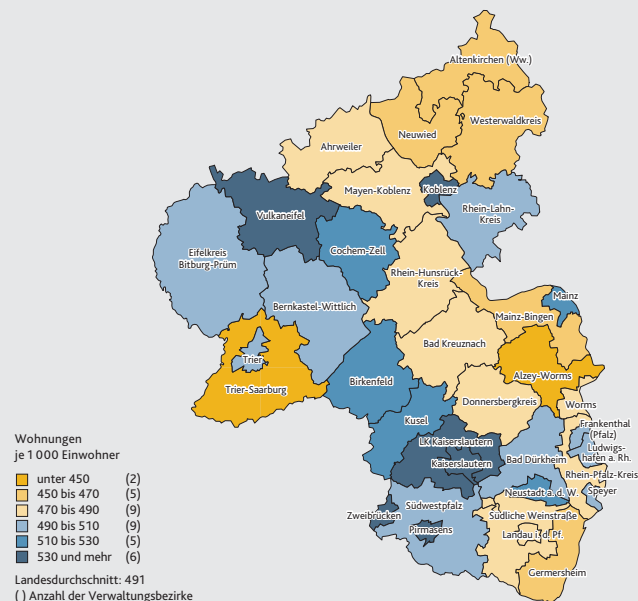 Altenkirchen (Ww.)
Neuwied
Westerwaldkreis
Ahrweiler
Mayen-Koblenz
Koblenz
Rhein-Lahn-
Kreis
Vulkaneifel
Cochem-Zell
Eifelkreis
Bitburg-Prüm
Rhein-Hunsrück-
Kreis
Bernkastel-Wittlich
Mainz
Mainz-Bingen
Bad Kreuznach
Trier
Alzey-Worms
Birkenfeld
Trier-Saarburg
Donnersbergkreis
Worms
Kusel
Frankenthal
(Pfalz)
LK Kaiserslautern
Ludwigs-
hafen a. Rh.
Kaiserslautern
Bad Dürkheim
Rhein-Pfalz-Kreis
Neustadt a. d. W.
Speyer
Südwestpfalz
Zweibrücken
Südliche Weinstraße
Pirmasens
Landau i. d. Pf.
Germersheim
Wohnungen
je 1 000 Einwohner
unter 450 (2)
450 bis 470 (5)
470 bis 490 (9)
490 bis 510 (9)
510 bis 530 (5)
530 und mehr (6)
Landesdurchschnitt: 491
( ) Anzahl der Verwaltungsbezirke